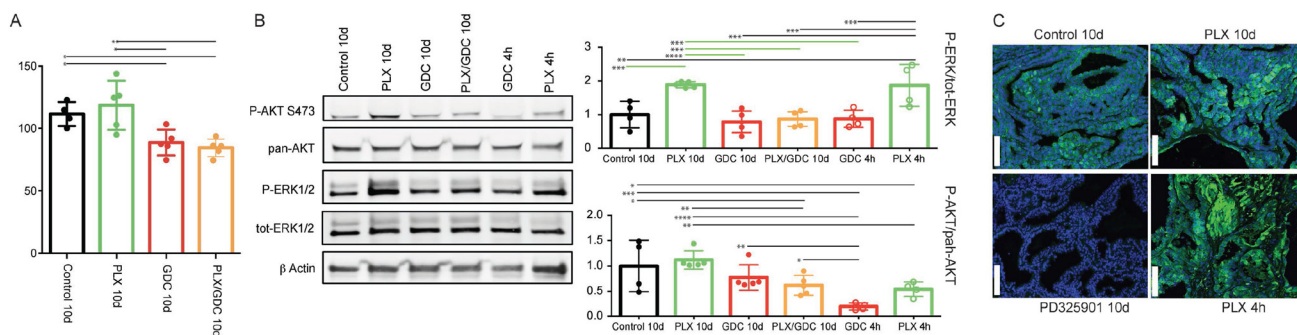 A
B
C
150
100
50
0
Control 10d
PLX 10d
GDC 10d
PLX/GDC 10d
*
**
*
*
Control 10d
PLX 10d
GDC 10d
PLX/GDC 10d
GDC 4h
PLX 4h
P-AKT S473
pan-AKT
P-ERK1/2
tot-ERK1/2
β Actin
***
***
***
***
***
****
**
***
3
2
1
0
Control 10d
PLX 10d
GDC 10d
PLX/GDC 10d
GDC 4h
PLX 4h
P-ERK/tot-ERK
*
***
*
**
****
**
**
*
2.0
1.5
1.0
0.5
0.0
Control 10d
PLX 10d
GDC 10d
PLX/GDC 10d
GDC 4h
PLX 4h
P-AKT/pah-AKT
Control 10d
PLX 10d
PD325901 10d
PLX 4h